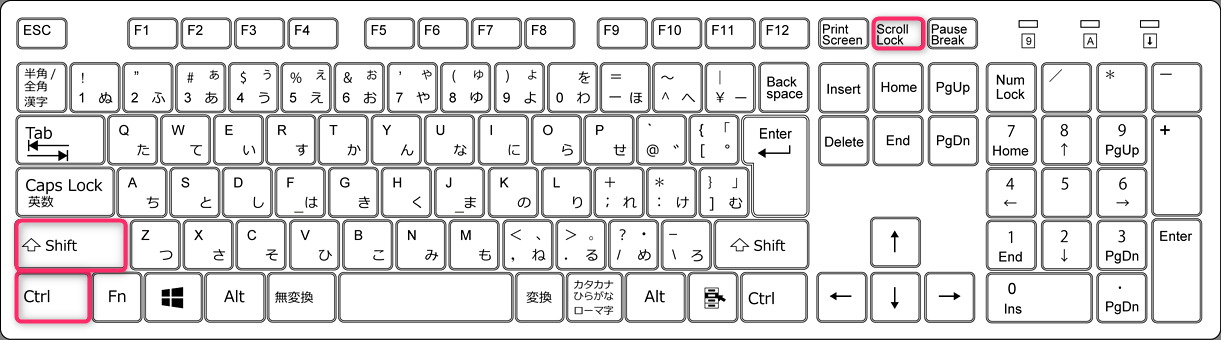 ESC F1 F2 F3 F4 F5 F6 F7 F8 F9 F10 F11 F12 Print Screen Scroll Lock Pause Break 9 A ⬇
半角/全角 漢字 ! 1 ぬ " 2 ふ # ぁ 3 あ $ ぅ 4 う % ぇ 5 え & ぉ 6 お ' ゃ 7 や ( ゅ 8 ゆ ) ょ 9 よ を 0 わ = － ほ ～ ^ へ | ￥ ー Back space Insert Home PgUp Num Lock ／ ＊ －
Tab Q た W て E い R す T か Y ん U な I に O ら P せ ` @ ゛ { 「 [ ゜ Enter Delete End PgDn 7 Home 8 ↑ 9 PgUp +
Caps Lock 英数 A ち S と D し F _ は G き H く J _ ま K の L り + ; れ * : け } 」 ] む 4 ← 5 6 →
Shift Z つ X さ C そ V ひ B こ N み M も < 、 , ね > 。 . る ? ・ / め _ \ ろ Shift ↑ 1 End 2 ↓ 3 PgDn Enter
Ctrl Fn Alt 無変換 変換 カタカナ ひらがな ローマ字 Alt Ctrl ← ↓ → 0 Ins . PgDn